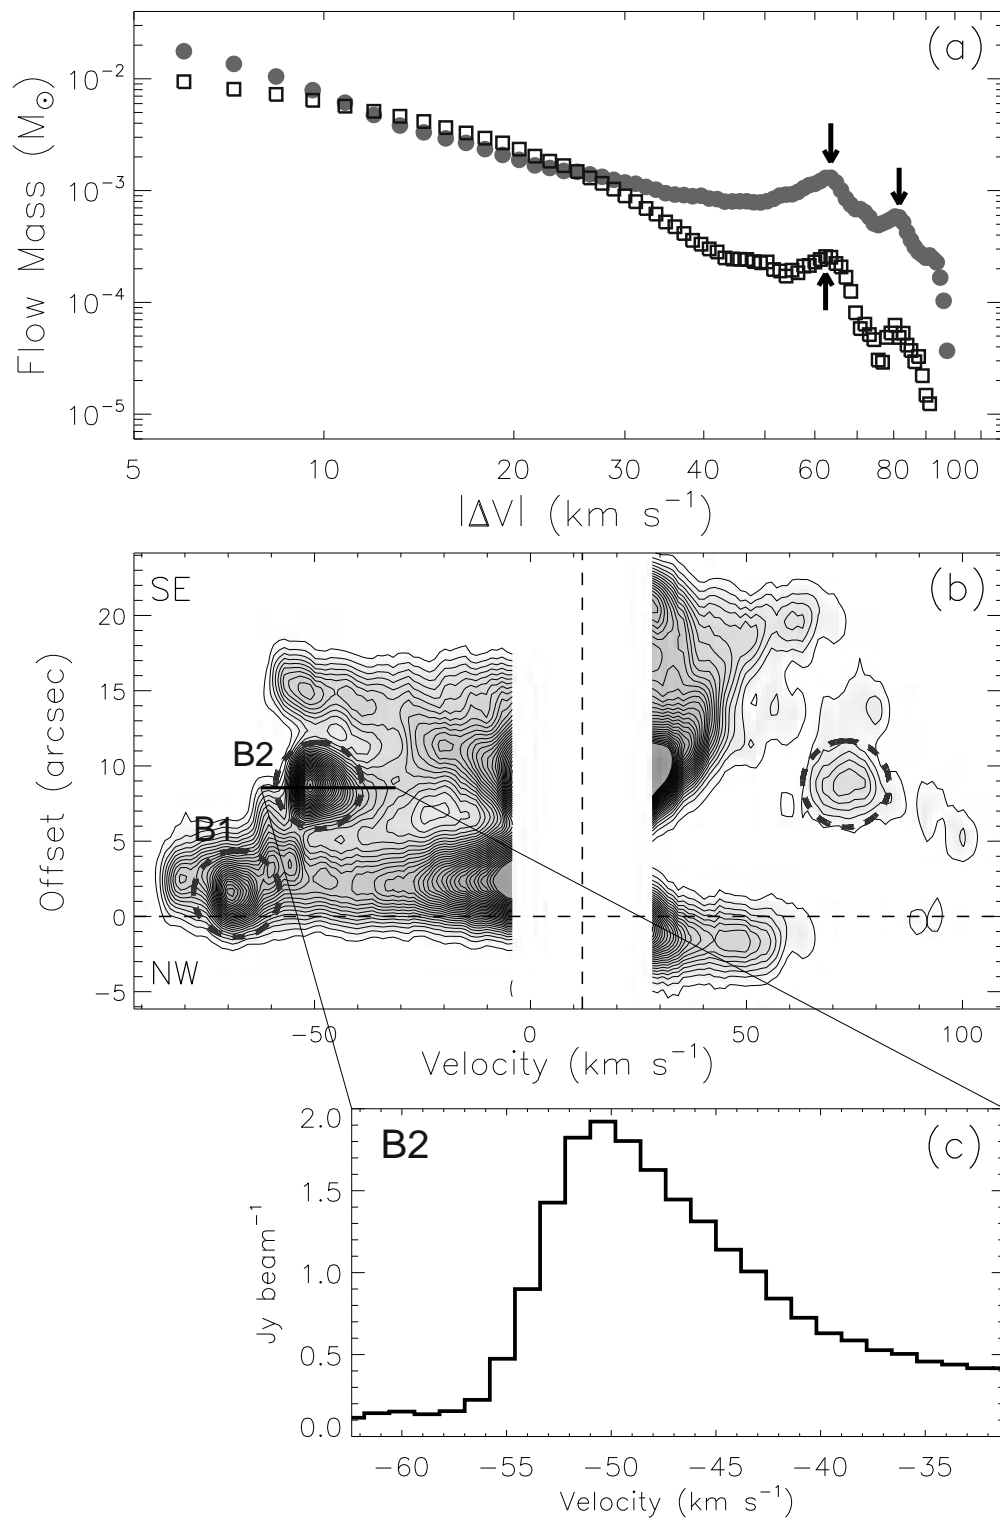 (a)
10⁻²
10⁻³
10⁻⁴
10⁻⁵
Flow Mass (M☉)
5 10 20 30 40 60 80 100
|ΔV| (km s⁻¹)
SE (b)
20
15
10
5
0
−5
Offset (arcsec)
B2
B1
NW
−50 0 50 100
Velocity (km s⁻¹)
B2 (c)
2.0
1.5
1.0
0.5
0.0
Jy beam⁻¹
−60 −55 −50 −45 −40 −35
Velocity (km s⁻¹)